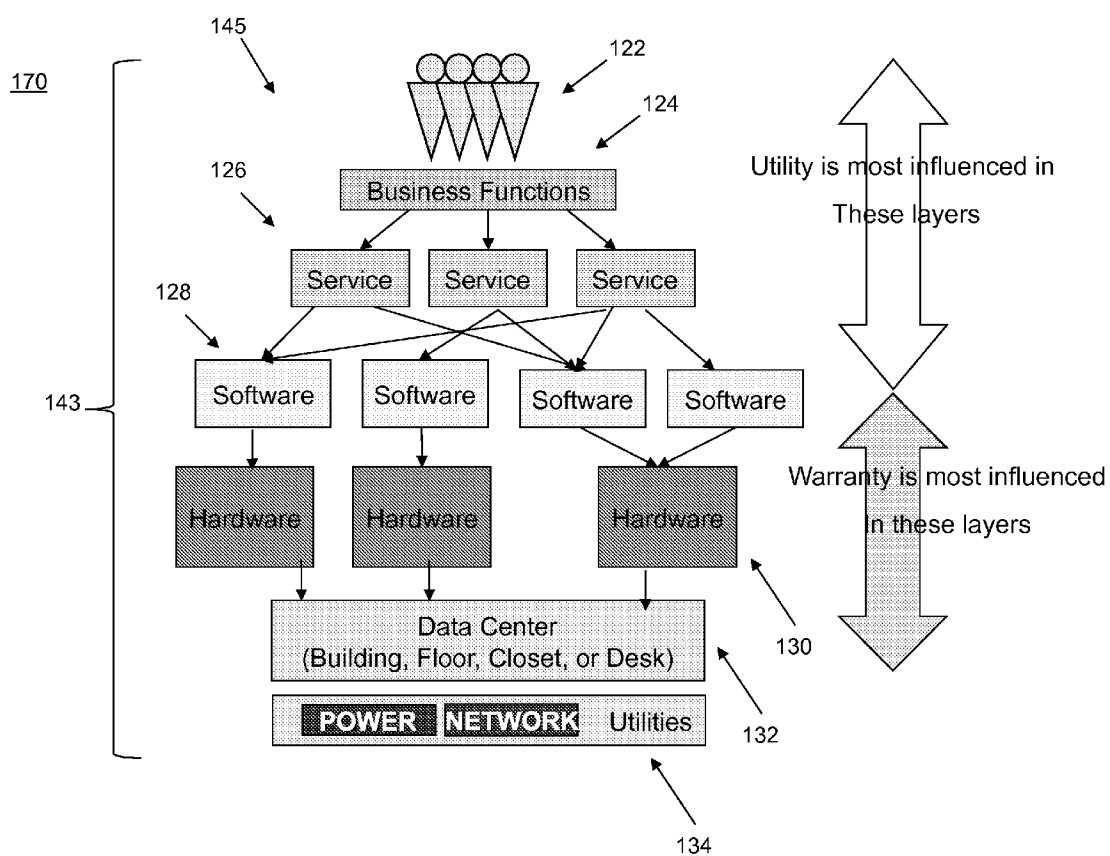 145
122
170
124
Utility is most influenced in
These layers
126
Business Functions
Service
Service
Service
128
Software
Software
Software
Software
143
Warranty is most influenced
In these layers
Hardware
Hardware
Hardware
Data Center
(Building, Floor, Closet, or Desk)
130
POWER NETWORK Utilities
132
134